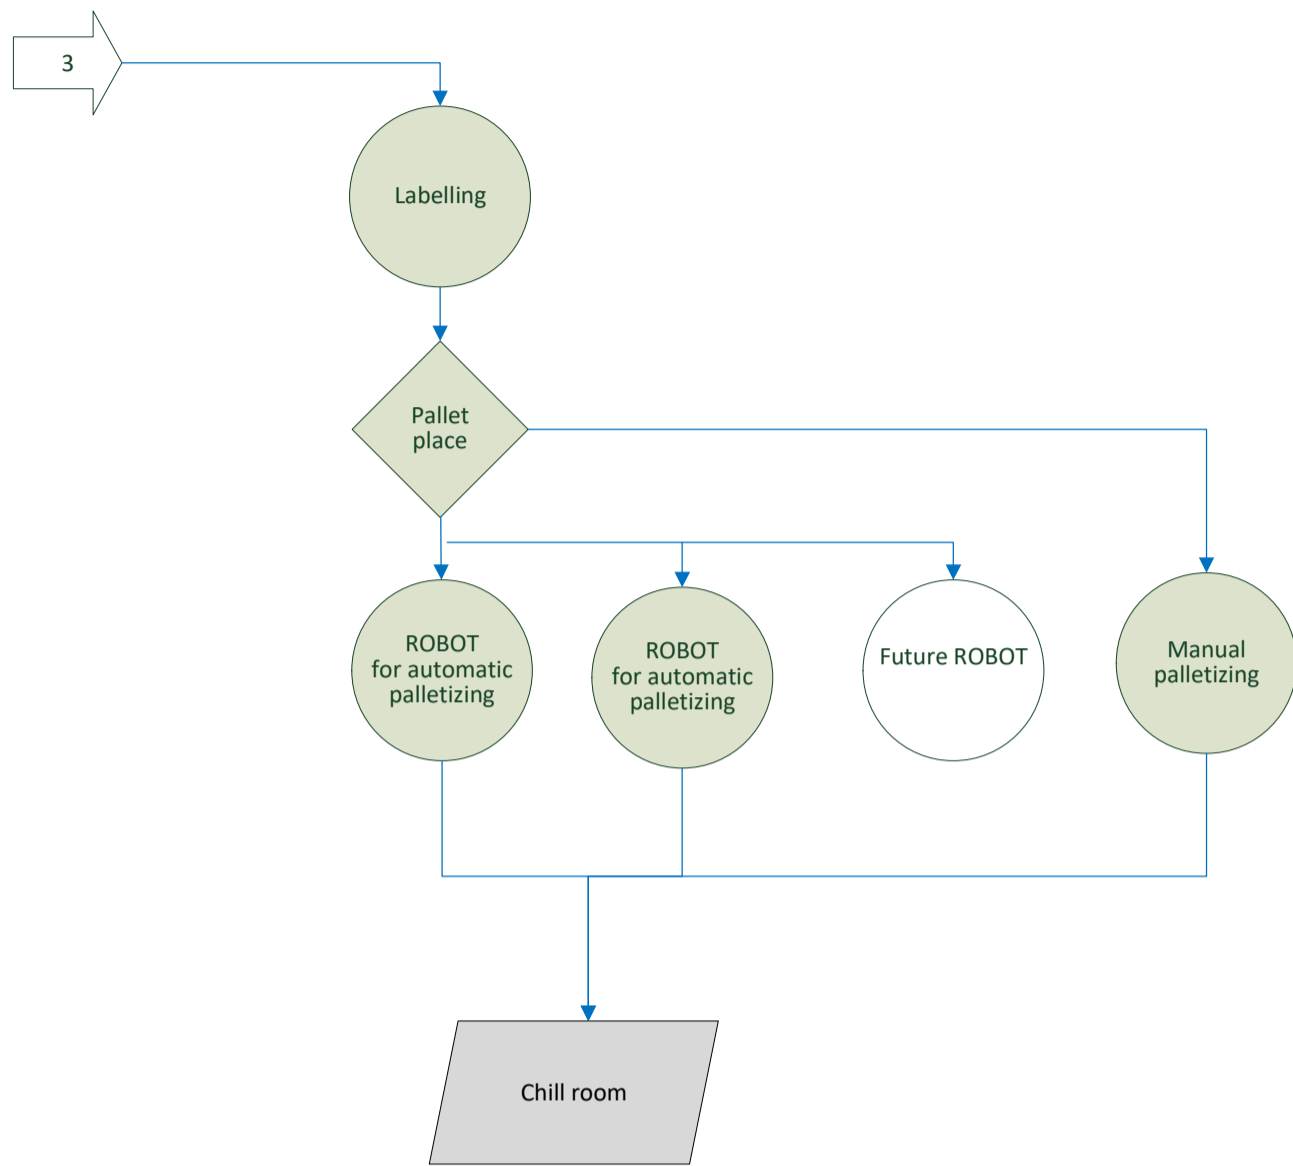 3
Labelling
Pallet
place
ROBOT
for automatic
palletizing
ROBOT
for automatic
palletizing
Future ROBOT
Manual
palletizing
Chill room